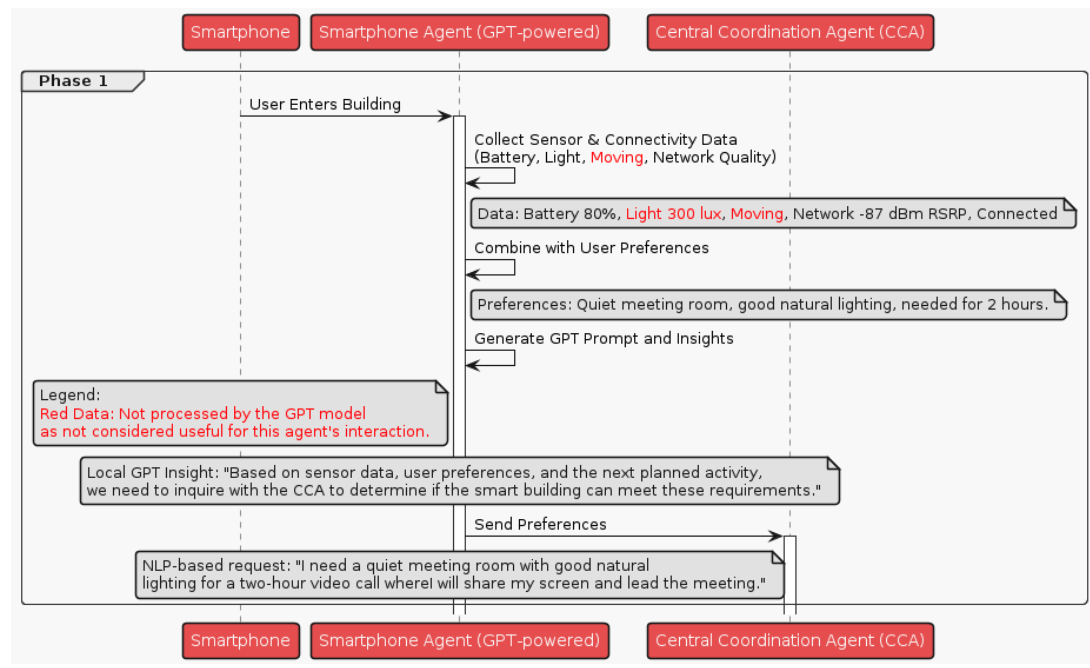 Smartphone
Smartphone Agent (GPT-powered)
Central Coordination Agent (CCA)
Phase 1
User Enters Building
Collect Sensor & Connectivity Data
(Battery, Light, Moving, Network Quality)
Data: Battery 80%, Light 300 lux, Moving, Network -87 dBm RSRP, Connected
Combine with User Preferences
Preferences: Quiet meeting room, good natural lighting, needed for 2 hours.
Generate GPT Prompt and Insights
Legend:
Red Data: Not processed by the GPT model
as not considered useful for this agent's interaction.
Local GPT Insight: "Based on sensor data, user preferences, and the next planned activity,
we need to inquire with the CCA to determine if the smart building can meet these requirements."
Send Preferences
NLP-based request: "I need a quiet meeting room with good natural
lighting for a two-hour video call whereI will share my screen and lead the meeting."
Smartphone
Smartphone Agent (GPT-powered)
Central Coordination Agent (CCA)